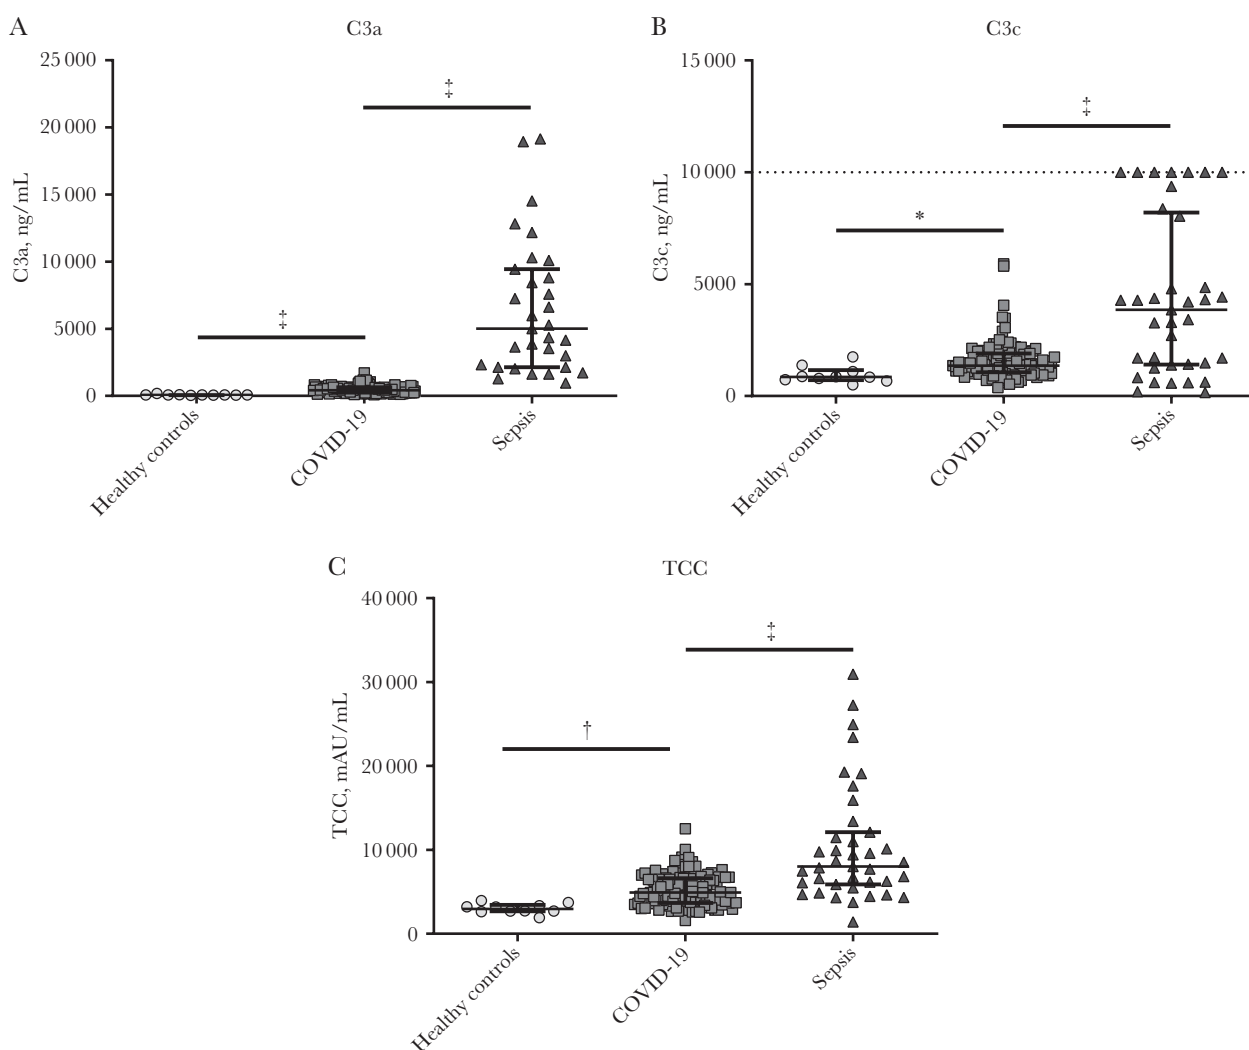 A
C3a
C3a, ng/mL
25 000
20 000
15 000
10 000
5000
0
‡
‡
Healthy controls
COVID-19
Sepsis
B
C3c
C3c, ng/mL
15 000
10 000
5000
0
*
‡
Healthy controls
COVID-19
Sepsis
C
TCC
TCC, mAU/mL
40 000
30 000
20 000
10 000
0
†
‡
Healthy controls
COVID-19
Sepsis